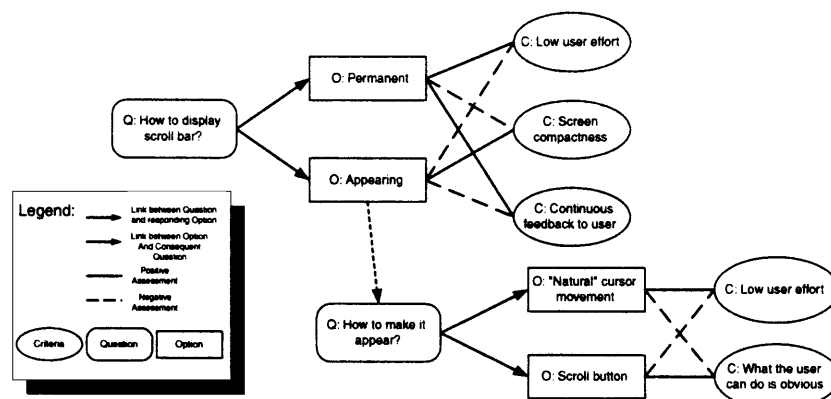 C: Low user effort
O: Permanent
Q: How to display
scroll bar?
C: Screen
compactness
O: Appearing
C: Continuous
feedback to user
Legend:
Link between Question
and responding Option
Link between Option
And Consequent
Question
Positive
Assessment
Negative
Assessment
Criteria
Question
Option
Q: How to make it
appear?
O: "Natural" cursor
movement
C: Low user effort
O: Scroll button
C: What the user
can do is obvious